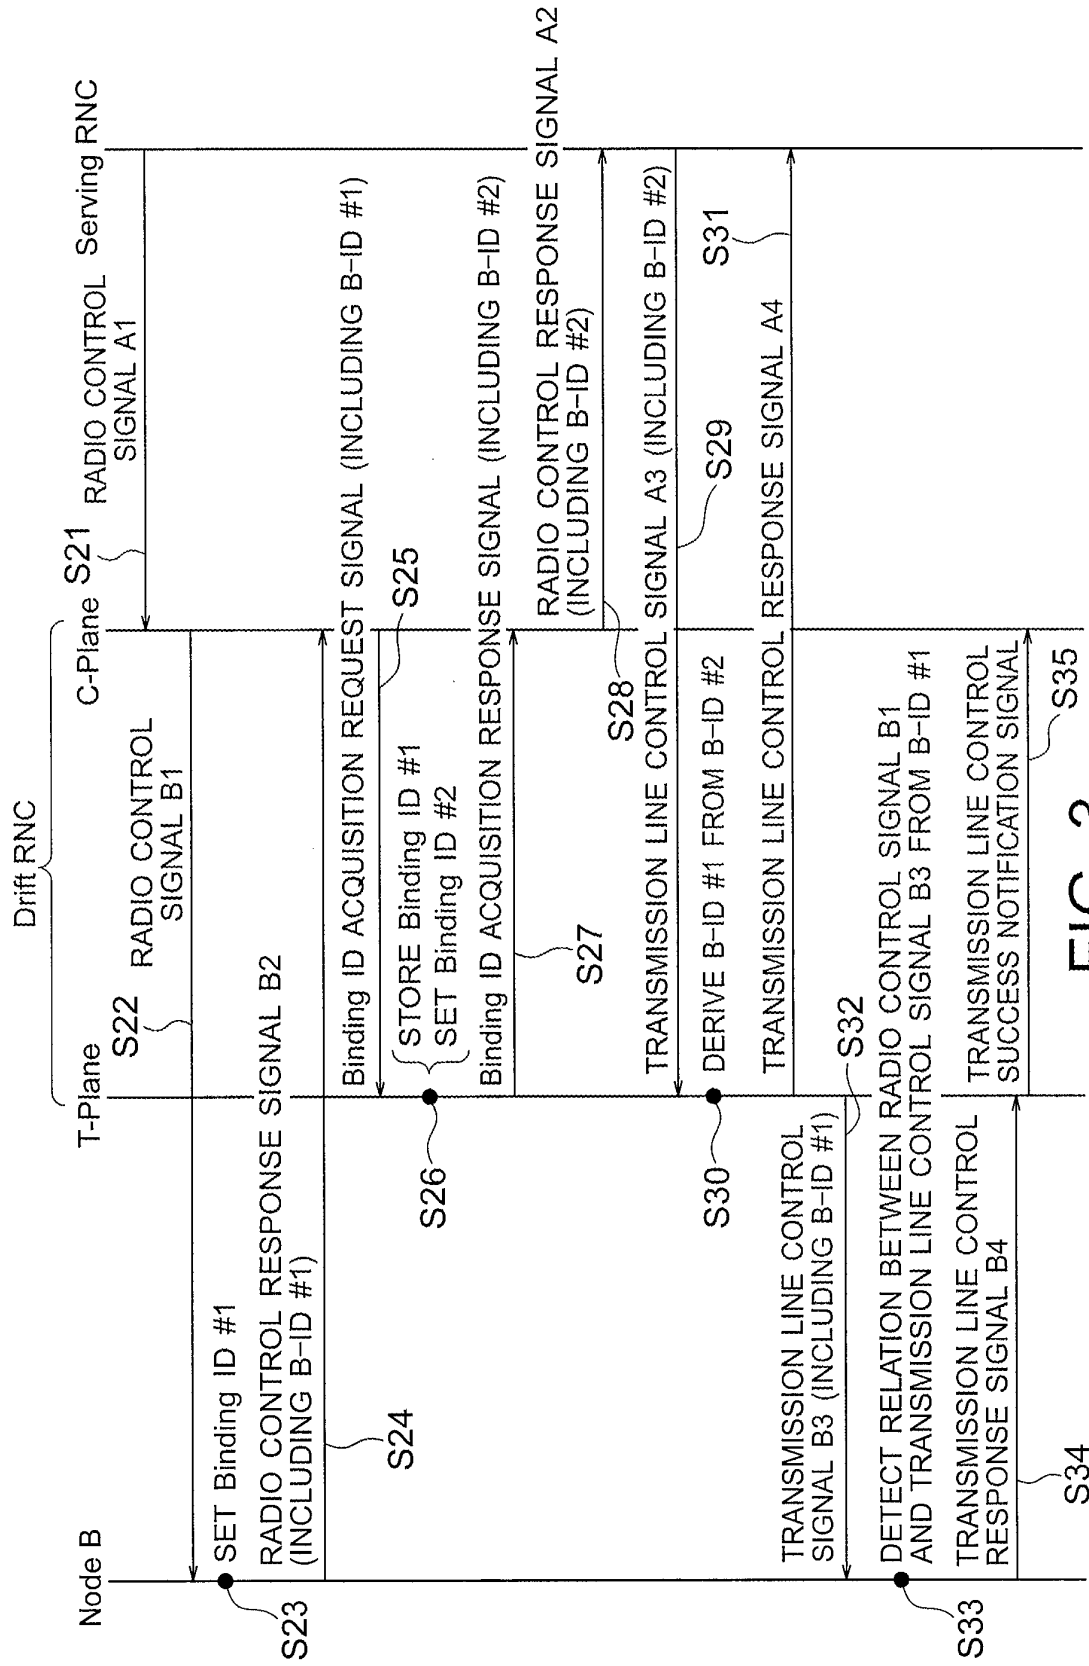 Drift RNC
Node B
T-Plane
C-Plane
Serving RNC
S21
RADIO CONTROL
SIGNAL A1
S22
RADIO CONTROL
SIGNAL B1
S23
SET Binding ID #1
RADIO CONTROL RESPONSE SIGNAL B2
(INCLUDING B-ID #1)
S24
Binding ID ACQUISITION REQUEST SIGNAL (INCLUDING B-ID #1)
S25
STORE Binding ID #1
SET Binding ID #2
S26
Binding ID ACQUISITION RESPONSE SIGNAL (INCLUDING B-ID #2)
S27
RADIO CONTROL RESPONSE SIGNAL A2
(INCLUDING B-ID #2)
S28
TRANSMISSION LINE CONTROL SIGNAL A3 (INCLUDING B-ID #2)
S29
S30
DERIVE B-ID #1 FROM B-ID #2
TRANSMISSION LINE CONTROL RESPONSE SIGNAL A4
S31
TRANSMISSION LINE CONTROL
SIGNAL B3 (INCLUDING B-ID #1)
S32
DETECT RELATION BETWEEN RADIO CONTROL SIGNAL B1
AND TRANSMISSION LINE CONTROL SIGNAL B3 FROM B-ID #1
S33
TRANSMISSION LINE CONTROL
RESPONSE SIGNAL B4
S34
TRANSMISSION LINE CONTROL
SUCCESS NOTIFICATION SIGNAL
S35